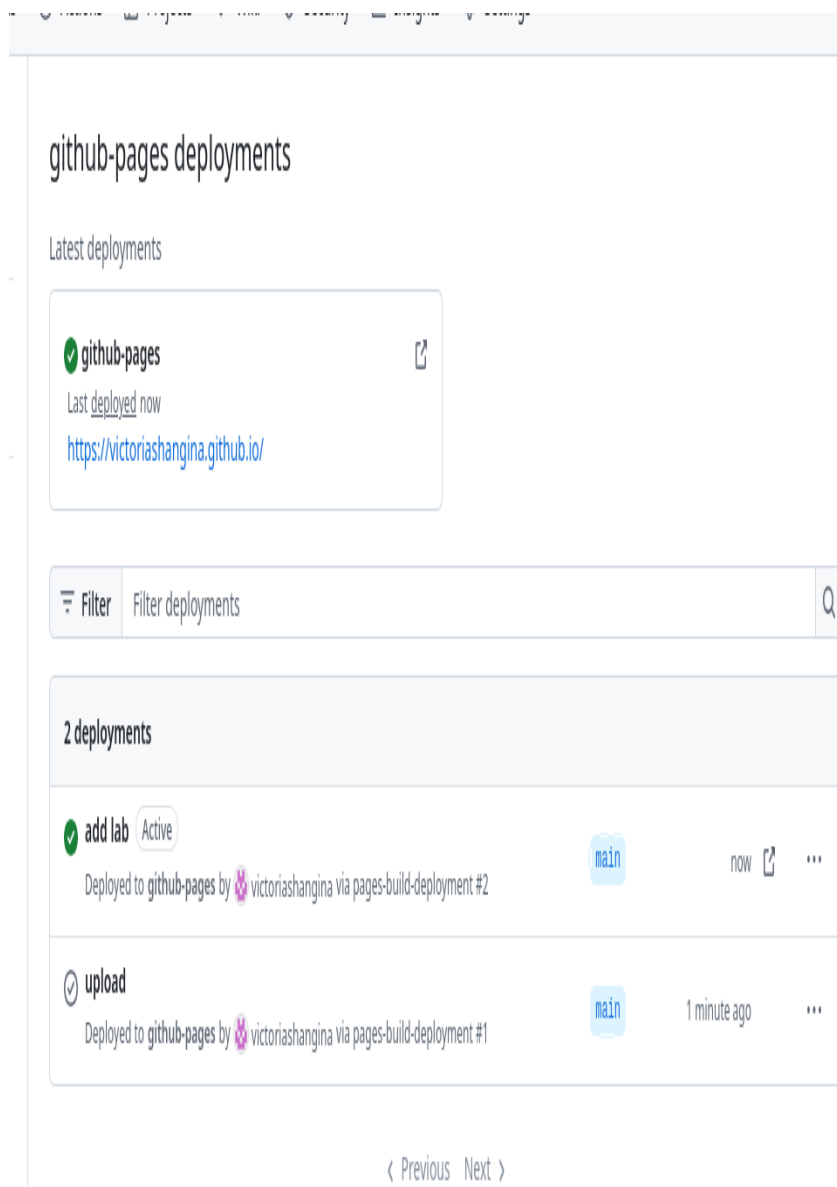 github-pages deployments
Latest deployments
github-pages
Last deployed now
https://victoriashangina.github.io/
Filter
Filter deployments
2 deployments
add lab Active
Deployed to github-pages by victoriashangina via pages-build-deployment #2
main
now
upload
Deployed to github-pages by victoriashangina via pages-build-deployment #1
main
1 minute ago
Previous Next